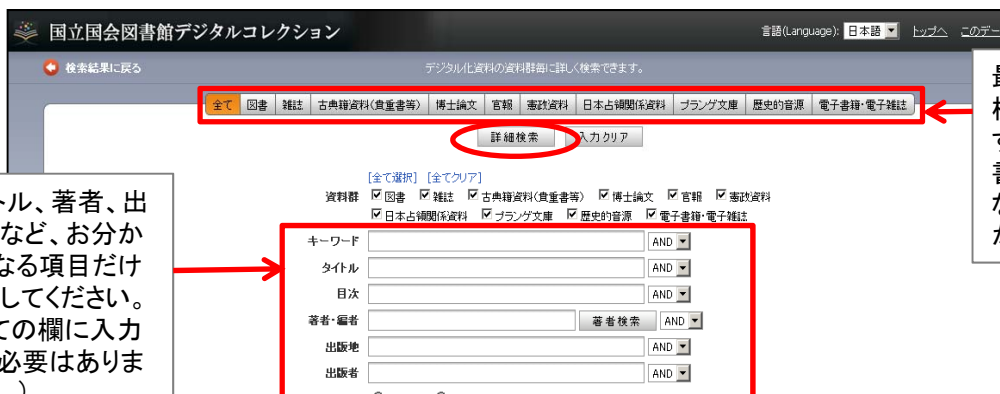 国立国会図書館デジタルコレクション
言語(Language): 日本語 トップへ このデー
検索結果に戻る
デジタル化資料の資料群毎に詳しく検索できます。
全て 図書 雑誌 古典籍資料(貴重書等) 博士論文 官報 憲政資料 日本占領関係資料 プランゲ文庫 歴史的音源 電子書籍・電子雑誌
詳細検索 入力クリア
[全て選択] [全てクリア]
資料群 図書 雑誌 古典籍資料(貴重書等) 博士論文 官報 憲政資料
日本占領関係資料 プランゲ文庫 歴史的音源 電子書籍・電子雑誌
キーワード AND
タイトル AND
目次 AND
著者・編者 著者検索 AND
出版地 AND
出版者 AND
トル、著者、出
など、お分か
なる項目だけ
してください。
ての欄に入力
必要はありま